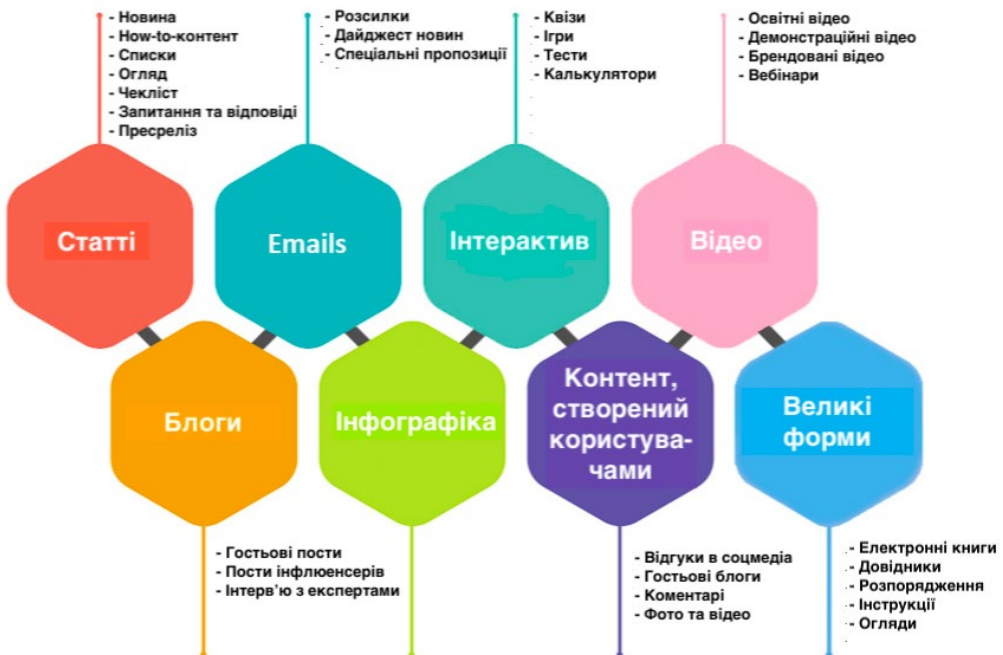 - Новина
- How-to-контент
- Списки
- Огляд
- Чекліст
- Запитання та відповіді
- Пресреліз
- Розсилки
- Дайджест новин
- Спеціальні пропозиції
- Квізи
- Ігри
- Тести
- Калькулятори
- Освітні відео
- Демонстраційні відео
- Брендовані відео
- Вебінари
Статті
Emails
Інтерактив
Відео
Блоги
Інфографіка
Контент,
створений
користува-
чами
Великі
форми
- Гостьові пости
- Пости інфлюенсерів
- Інтерв'ю з експертами
- Відгуки в соцмедіа
- Гостьові блоги
- Коментарі
- Фото та відео
- Електронні книги
- Довідники
- Розпорядження
- Інструкції
- Огляди